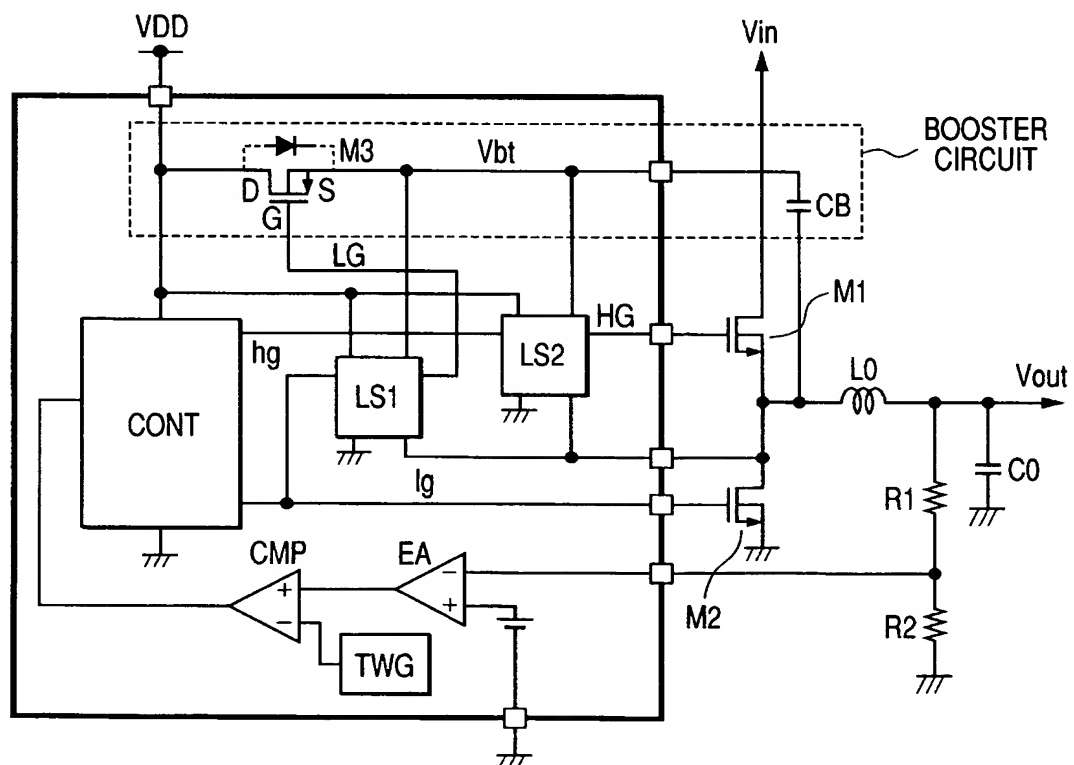 VDD
Vin
BOOSTER
CIRCUIT
M3
Vbt
D
S
G
CB
LG
M1
HG
hg
LS2
LS1
L0
Vout
CONT
lg
C0
R1
CMP
EA
M2
+
−
−
+
R2
TWG